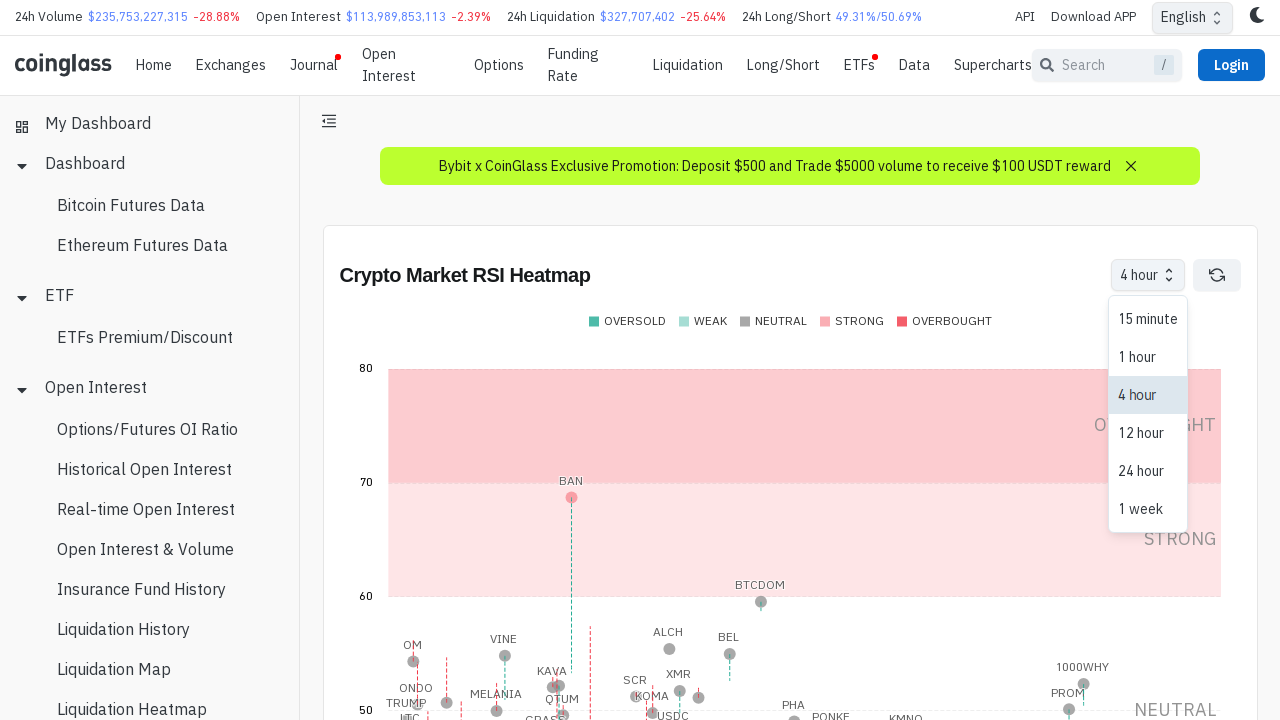 24h Volume $235,753,227,315 -28.88% Open Interest $113,989,853,113 -2.39% 24h Liquidation $327,707,402 -25.64% 24h Long/Short 49.31%/50.69% API Download APP English
coinglass Home Exchanges Journal Open Interest Options Funding Rate Liquidation Long/Short ETFs Data Supercharts Search / Login
My Dashboard
Dashboard
Bitcoin Futures Data
Ethereum Futures Data
ETF
ETFs Premium/Discount
Open Interest
Options/Futures OI Ratio
Historical Open Interest
Real-time Open Interest
Open Interest & Volume
Insurance Fund History
Liquidation History
Liquidation Map
Liquidation Heatmap
Bybit x CoinGlass Exclusive Promotion: Deposit $500 and Trade $5000 volume to receive $100 USDT reward
Crypto Market RSI Heatmap
4 hour
15 minute
1 hour
4 hour
12 hour
24 hour
1 week
OVERSOLD WEAK NEUTRAL STRONG OVERBOUGHT
80
70
BAN
STRONG
BTCDOM
60
ALCH
BEL
VINE
OM
1000WHY
KAVA
XMR
SCR
ONDO
MELANIA
KOMA
PROM
QTUM
TRUMP
PHA
50
NEUTRAL
USDC
PONKE